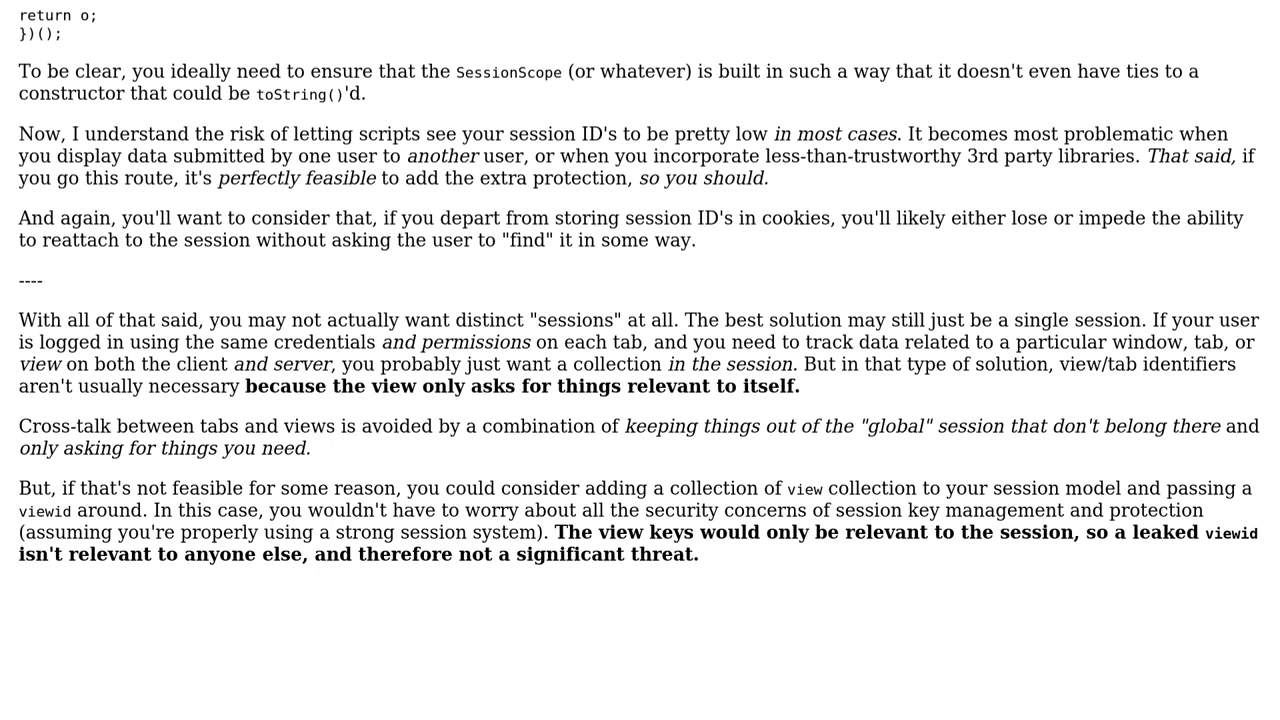 return o;
})();
To be clear, you ideally need to ensure that the SessionScope (or whatever) is built in such a way that it doesn't even have ties to a
constructor that could be toString()'d.
Now, I understand the risk of letting scripts see your session ID's to be pretty low in most cases. It becomes most problematic when
you display data submitted by one user to another user, or when you incorporate less-than-trustworthy 3rd party libraries. That said, if
you go this route, it's perfectly feasible to add the extra protection, so you should.
And again, you'll want to consider that, if you depart from storing session ID's in cookies, you'll likely either lose or impede the ability
to reattach to the session without asking the user to "find" it in some way.
----
With all of that said, you may not actually want distinct "sessions" at all. The best solution may still just be a single session. If your user
is logged in using the same credentials and permissions on each tab, and you need to track data related to a particular window, tab, or
view on both the client and server, you probably just want a collection in the session. But in that type of solution, view/tab identifiers
aren't usually necessary because the view only asks for things relevant to itself.
Cross-talk between tabs and views is avoided by a combination of keeping things out of the "global" session that don't belong there and
only asking for things you need.
But, if that's not feasible for some reason, you could consider adding a collection of view collection to your session model and passing a
viewid around. In this case, you wouldn't have to worry about all the security concerns of session key management and protection
(assuming you're properly using a strong session system). The view keys would only be relevant to the session, so a leaked viewid
isn't relevant to anyone else, and therefore not a significant threat.